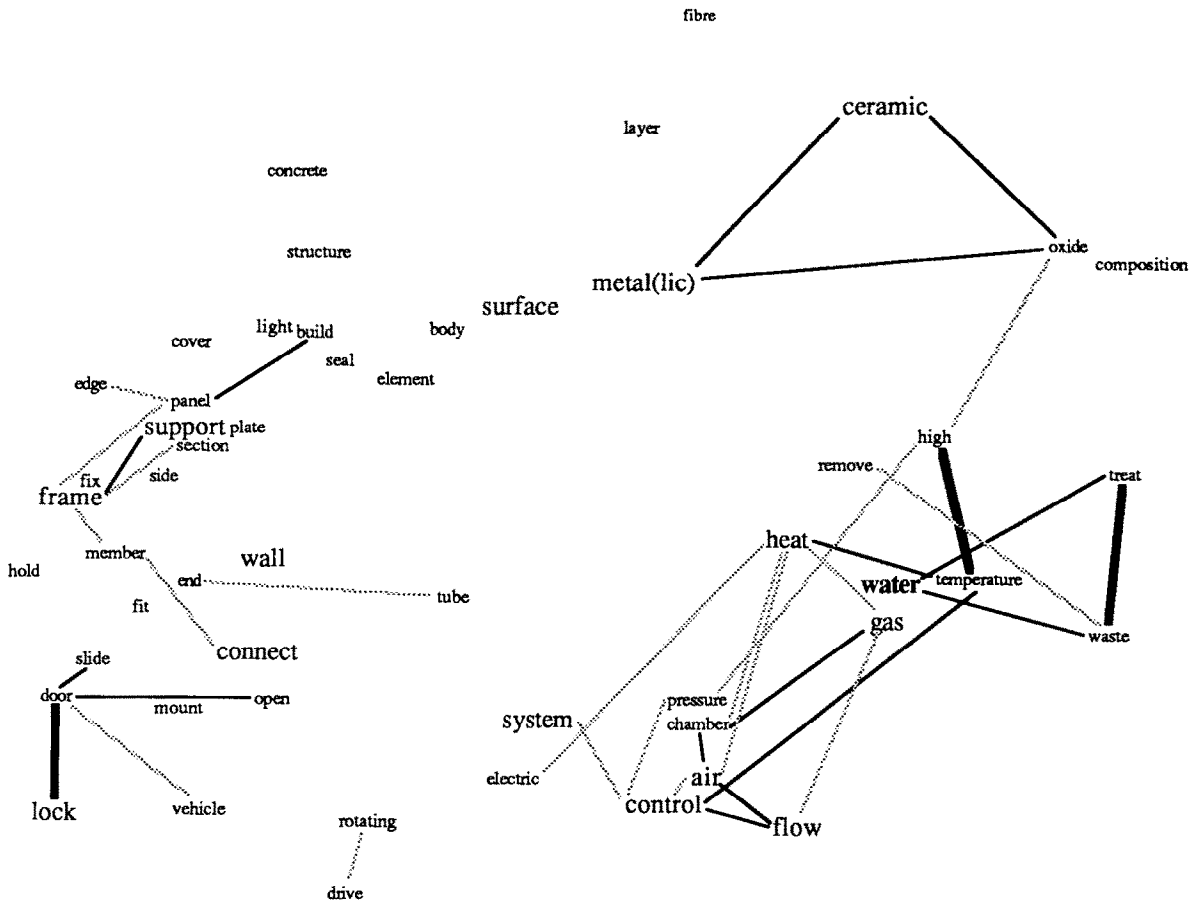 fibre
ceramic
layer
concrete
structure
oxide
composition
metal(lic)
surface
light build
body
cover
seal
element
edge
panel
support plate
section
high
remove
treat
side
fix
frame
heat
member
wall
hold
end
water temperature
tube
fit
gas
waste
connect
slide
door
mount
open
pressure
system
chamber
electric
air
control
lock
vehicle
rotating
flow
drive